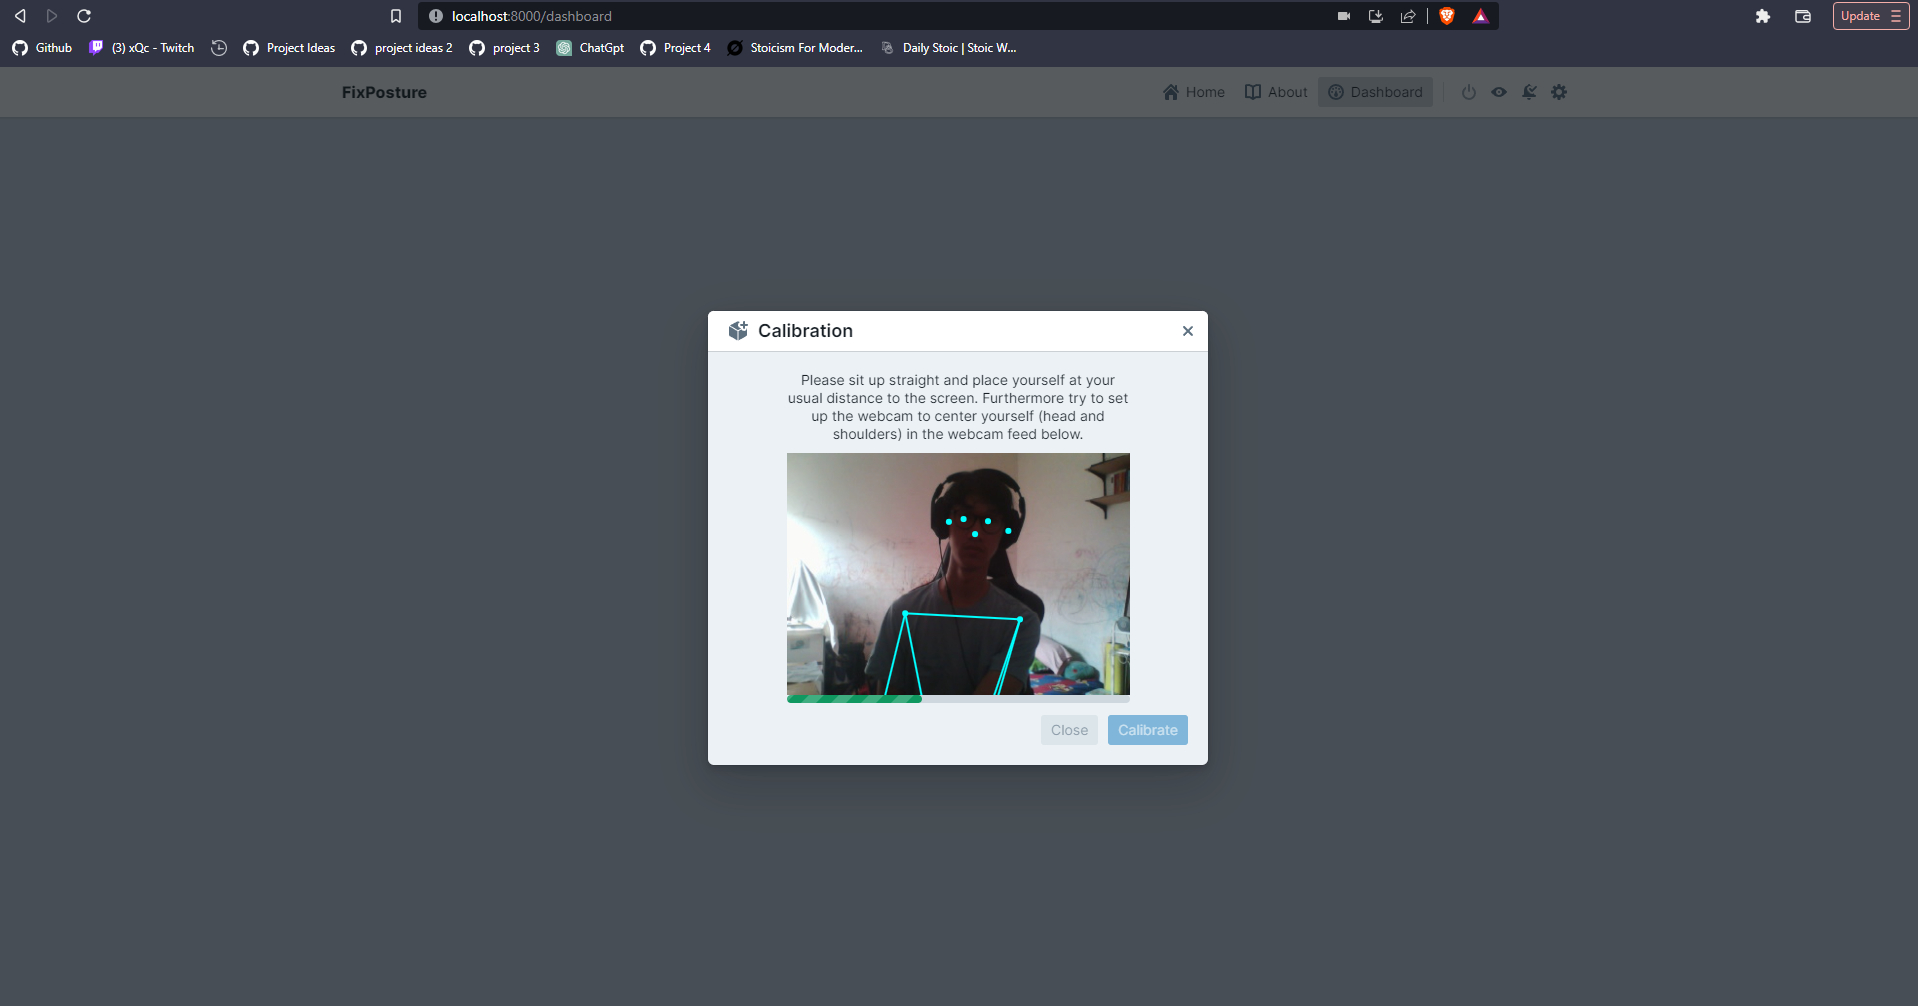 localhost:8000/dashboard
Update
Github
(3) xQc - Twitch
Project Ideas
project ideas 2
project 3
ChatGpt
Project 4
Stoicism For Moder...
Daily Stoic | Stoic W...
FixPosture
Home
About
Dashboard
Calibration
Please sit up straight and place yourself at your
usual distance to the screen. Furthermore try to set
up the webcam to center yourself (head and
shoulders) in the webcam feed below.
Close
Calibrate